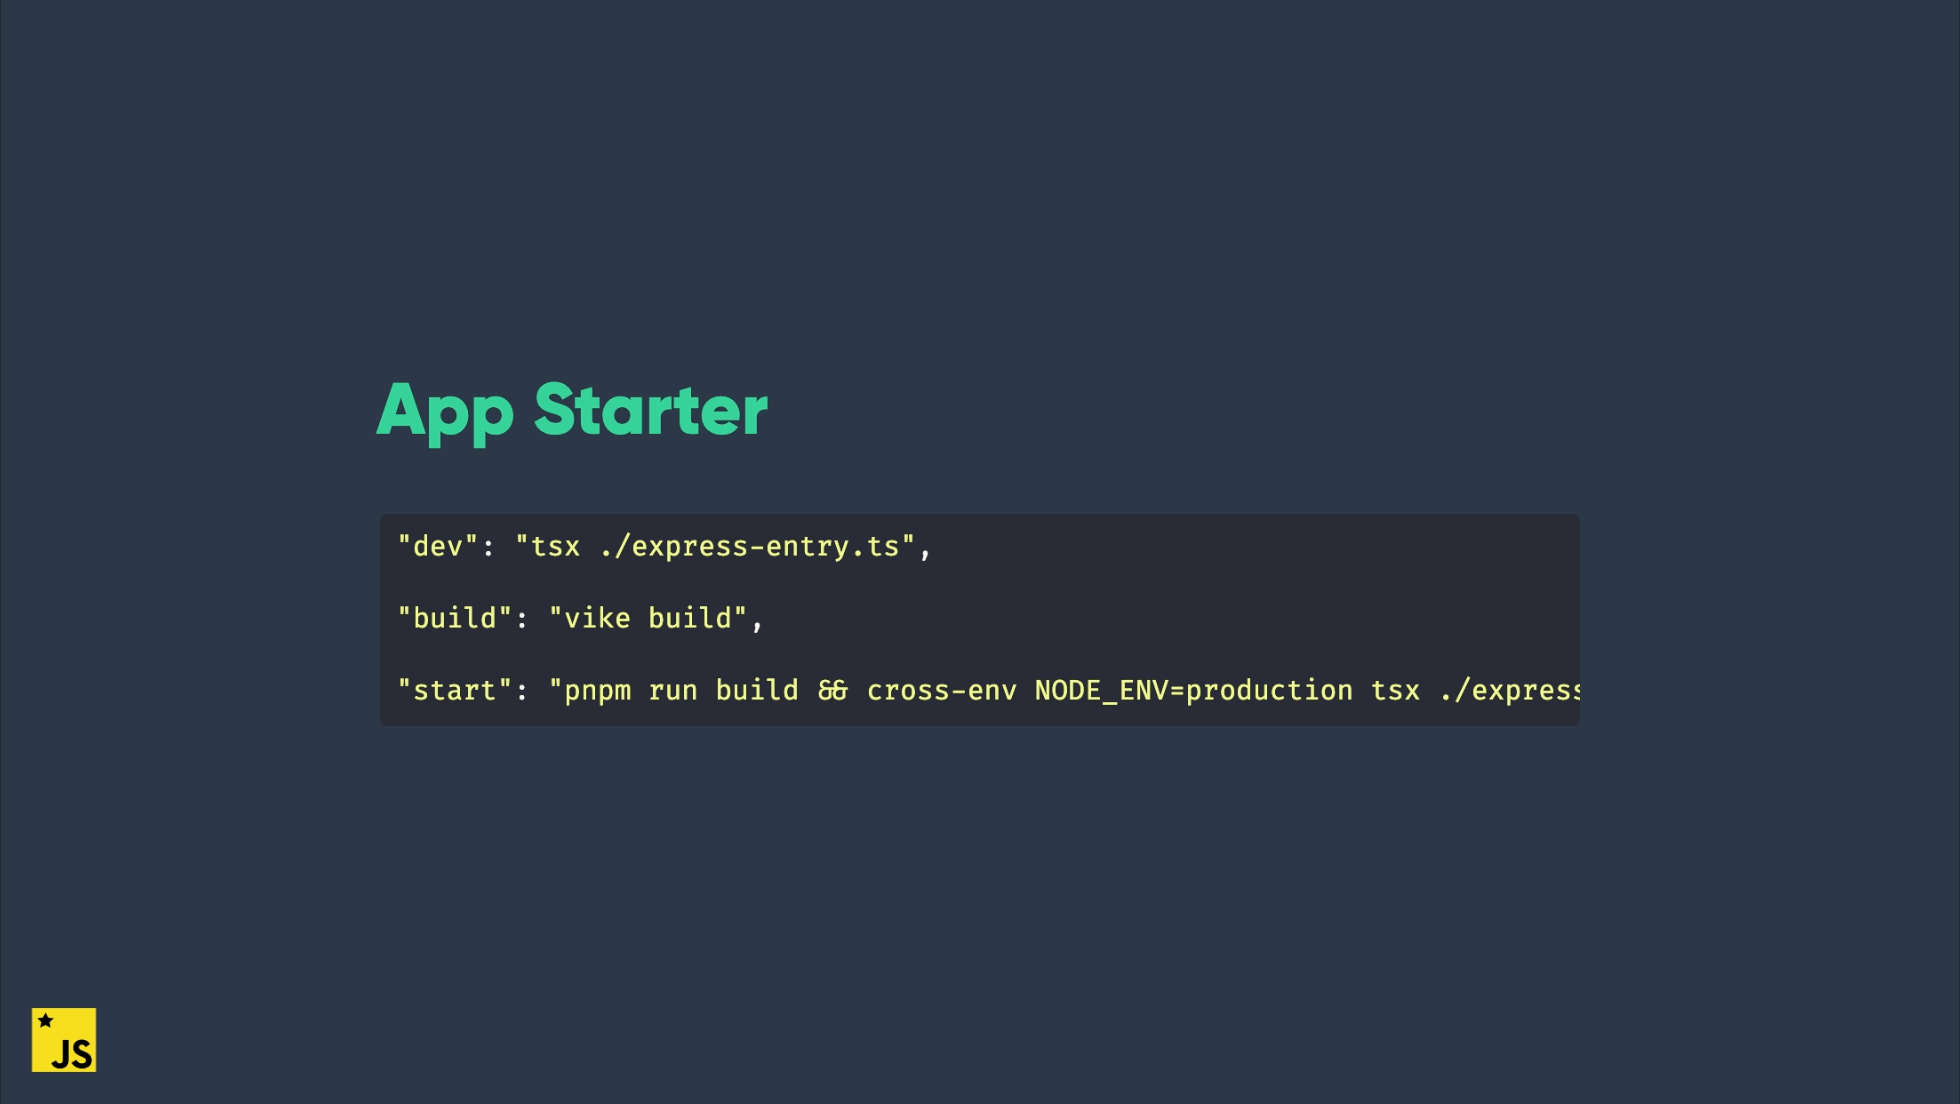 App Starter
"dev": "tsx ./express-entry.ts",
"build": "vike build",
"start": "pnpm run build && cross-env NODE_ENV=production tsx ./express
JS